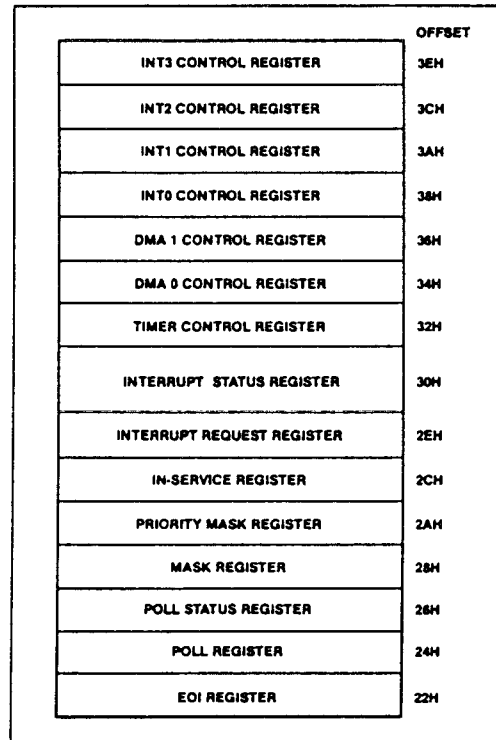 OFFSET
INT3 CONTROL REGISTER 3EH
INT2 CONTROL REGISTER 3CH
INT1 CONTROL REGISTER 3AH
INT0 CONTROL REGISTER 38H
DMA 1 CONTROL REGISTER 36H
DMA 0 CONTROL REGISTER 34H
TIMER CONTROL REGISTER 32H
INTERRUPT STATUS REGISTER 30H
INTERRUPT REQUEST REGISTER 2EH
IN-SERVICE REGISTER 2CH
PRIORITY MASK REGISTER 2AH
MASK REGISTER 28H
POLL STATUS REGISTER 26H
POLL REGISTER 24H
EOI REGISTER 22H